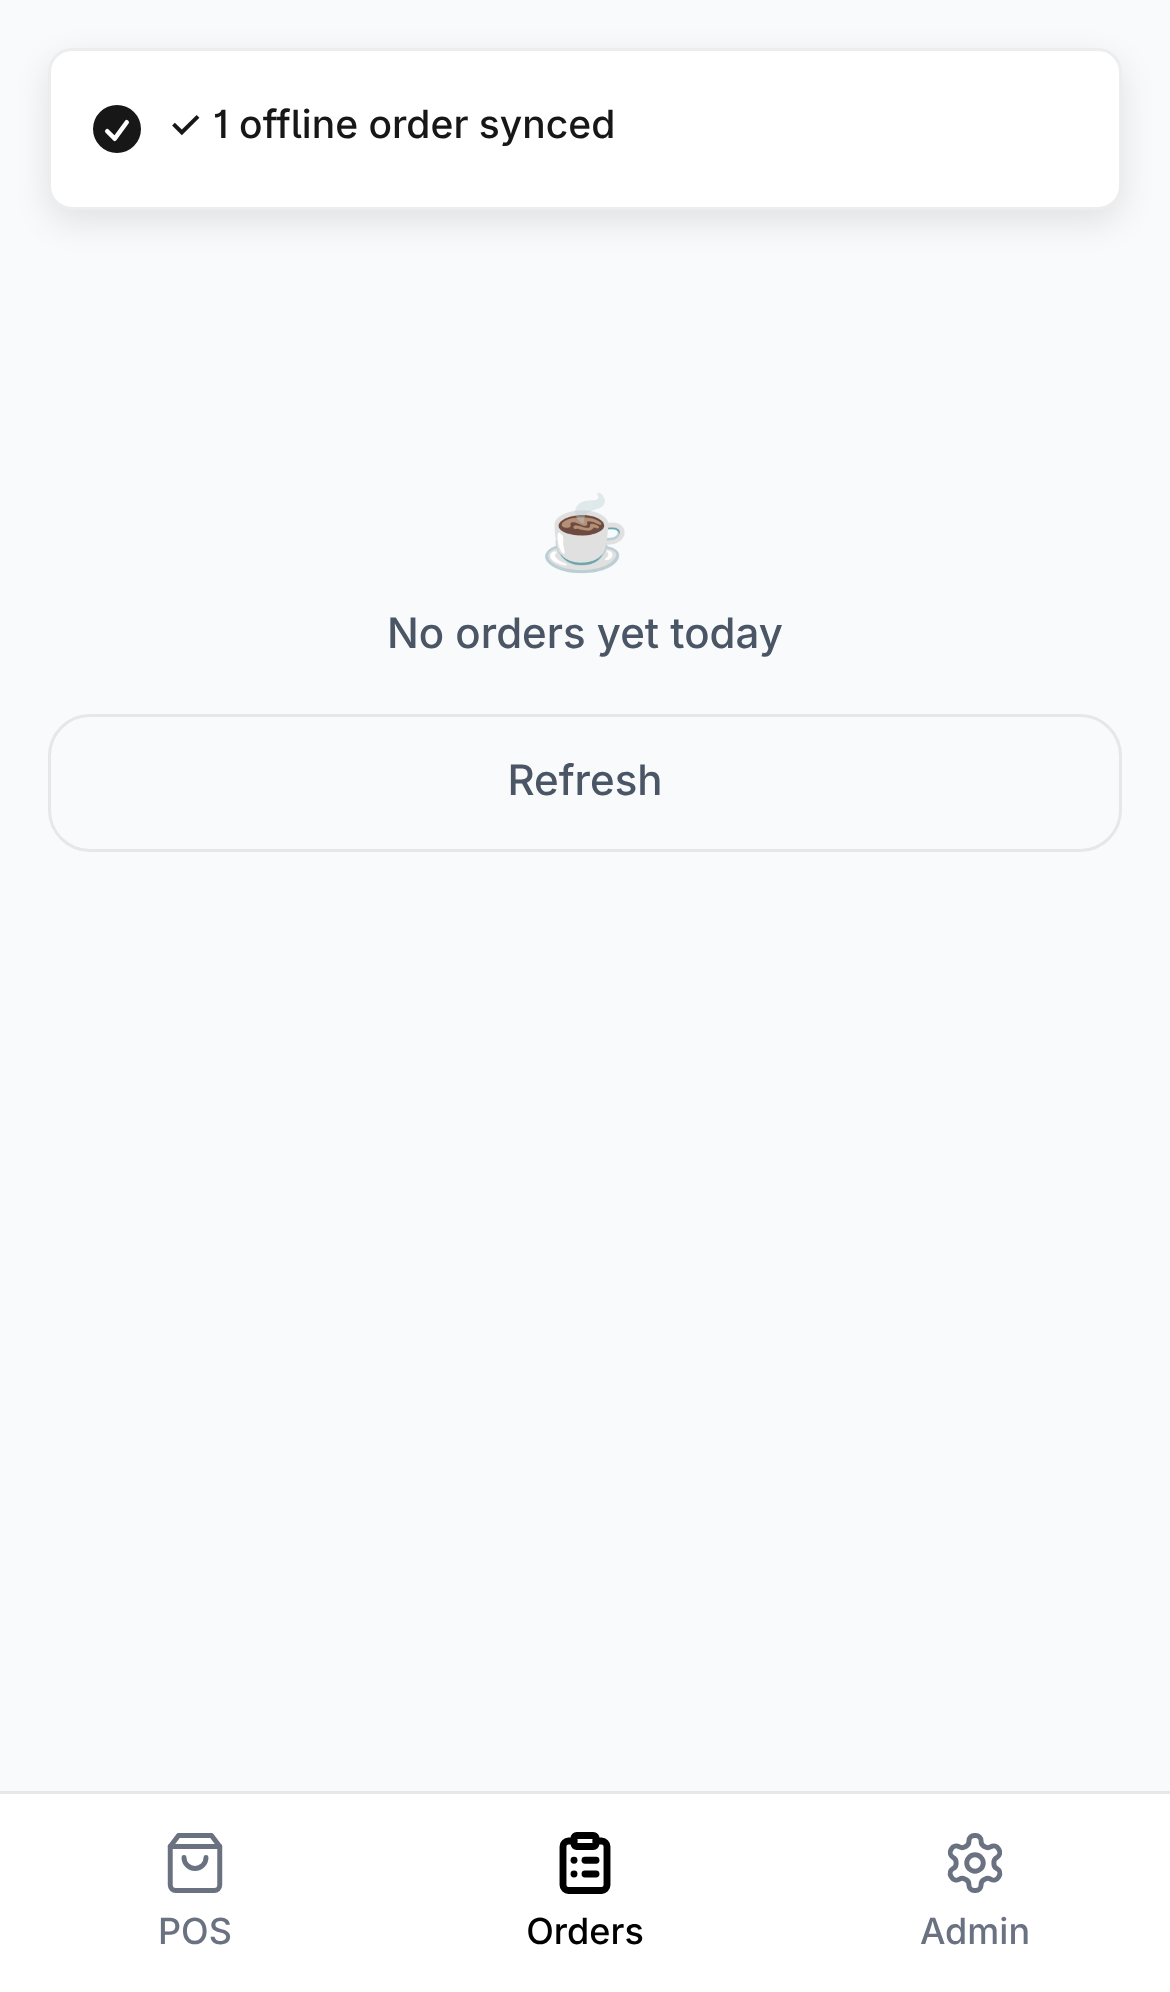 ✓ 1 offline order synced
No orders yet today
Refresh
POS
Orders
Admin